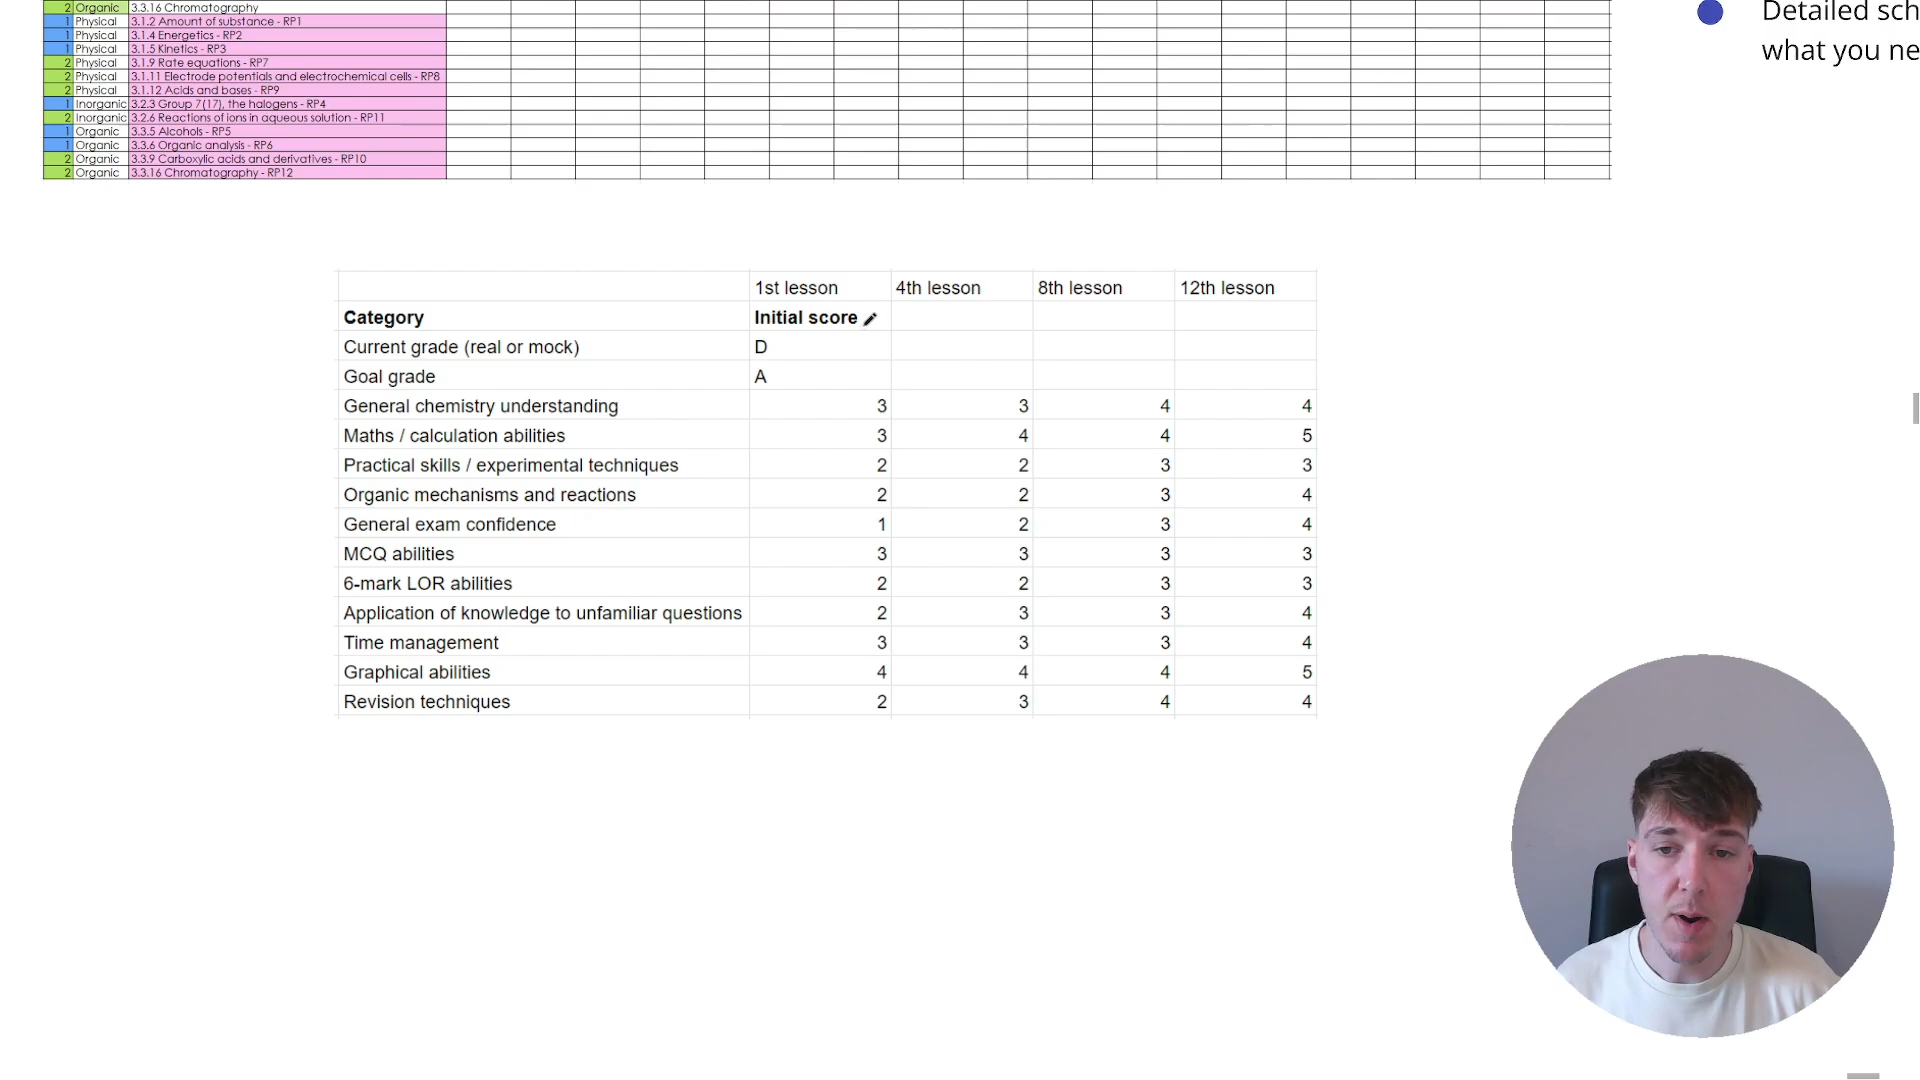 2 Organic 3.3.16 Chromatography
1 Physical 3.1.2 Amount of substance - RP1
1 Physical 3.1.4 Energetics - RP2
1 Physical 3.1.5 Kinetics - RP3
2 Physical 3.1.9 Rate equations - RP7
2 Physical 3.1.11 Electrode potentials and electrochemical cells - RP8
2 Physical 3.1.12 Acids and bases - RP9
1 Inorganic 3.2.3 Group 7(17), the halogens - RP4
2 Inorganic 3.2.6 Reactions of ions in aqueous solution - RP11
1 Organic 3.3.5 Alcohols - RP5
1 Organic 3.3.6 Organic analysis - RP6
2 Organic 3.3.9 Carboxylic acids and derivatives - RP10
2 Organic 3.3.16 Chromatography - RP12
Detailed sch
what you ne
1st lesson 4th lesson 8th lesson 12th lesson
Category Initial score
Current grade (real or mock) D
Goal grade A
General chemistry understanding 3 3 4 4
Maths / calculation abilities 3 4 4 5
Practical skills / experimental techniques 2 2 3 3
Organic mechanisms and reactions 2 2 3 4
General exam confidence 1 2 3 4
MCQ abilities 3 3 3 3
6-mark LOR abilities 2 2 3 3
Application of knowledge to unfamiliar questions 2 3 3 4
Time management 3 3 3 4
Graphical abilities 4 4 4 5
Revision techniques 2 3 4 4